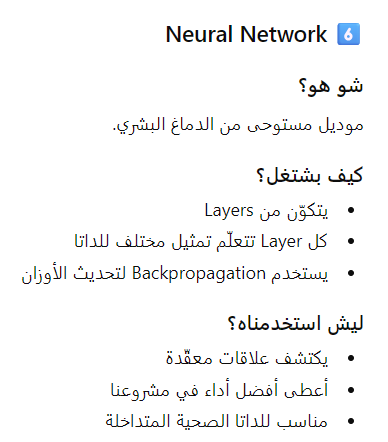 6️⃣ Neural Network
شو هو؟
موديل مستوحى من الدماغ البشري.
كيف بشتغل؟
• يتكوّن من Layers
• كل Layer تتعلّم تمثيل مختلف للداتا
• يستخدم Backpropagation لتحديث الأوزان
ليش استخدمناه؟
• يكتشف علاقات معقّدة
• أعطى أفضل أداء في مشروعنا
• مناسب للداتا الصحية المتداخلة